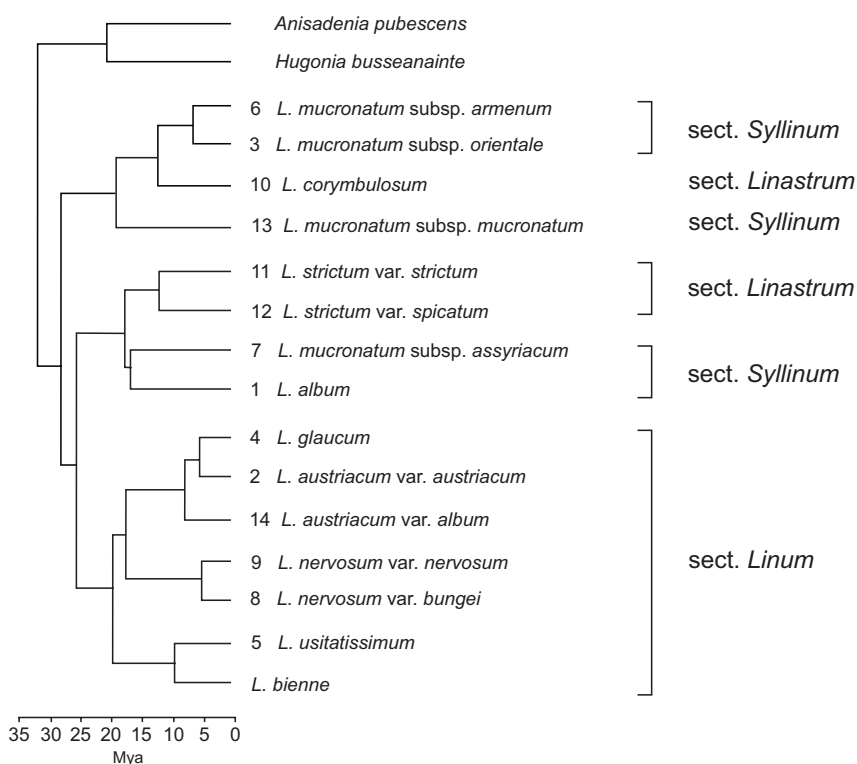 Anisadenia pubescens
Hugonia busseanainte
6 L. mucronatum subsp. armenum
3 L. mucronatum subsp. orientale
sect. Syllinum
10 L. corymbulosum
sect. Linastrum
13 L. mucronatum subsp. mucronatum
sect. Syllinum
11 L. strictum var. strictum
12 L. strictum var. spicatum
sect. Linastrum
7 L. mucronatum subsp. assyriacum
1 L. album
sect. Syllinum
4 L. glaucum
2 L. austriacum var. austriacum
14 L. austriacum var. album
9 L. nervosum var. nervosum
8 L. nervosum var. bungei
5 L. usitatissimum
L. bienne
sect. Linum
35 30 25 20 15 10 5 0
Mya